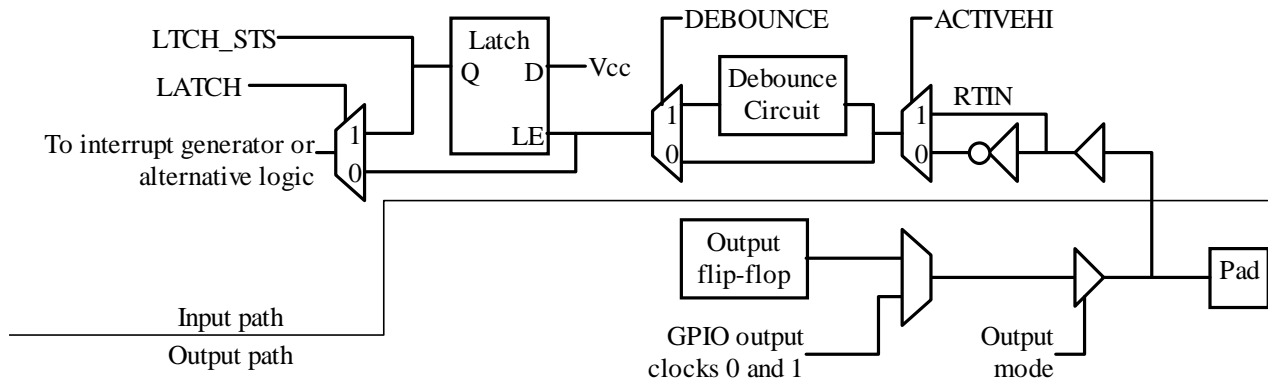 DEBOUNCE
ACTIVEHI
LTCH_STS
Latch
Q
D
Vcc
Debounce
Circuit
RTIN
LATCH
1
1
1
To interrupt generator or
alternative logic
LE
0
0
0
Output
flip-flop
Pad
Input path
Output path
GPIO output
clocks 0 and 1
Output
mode